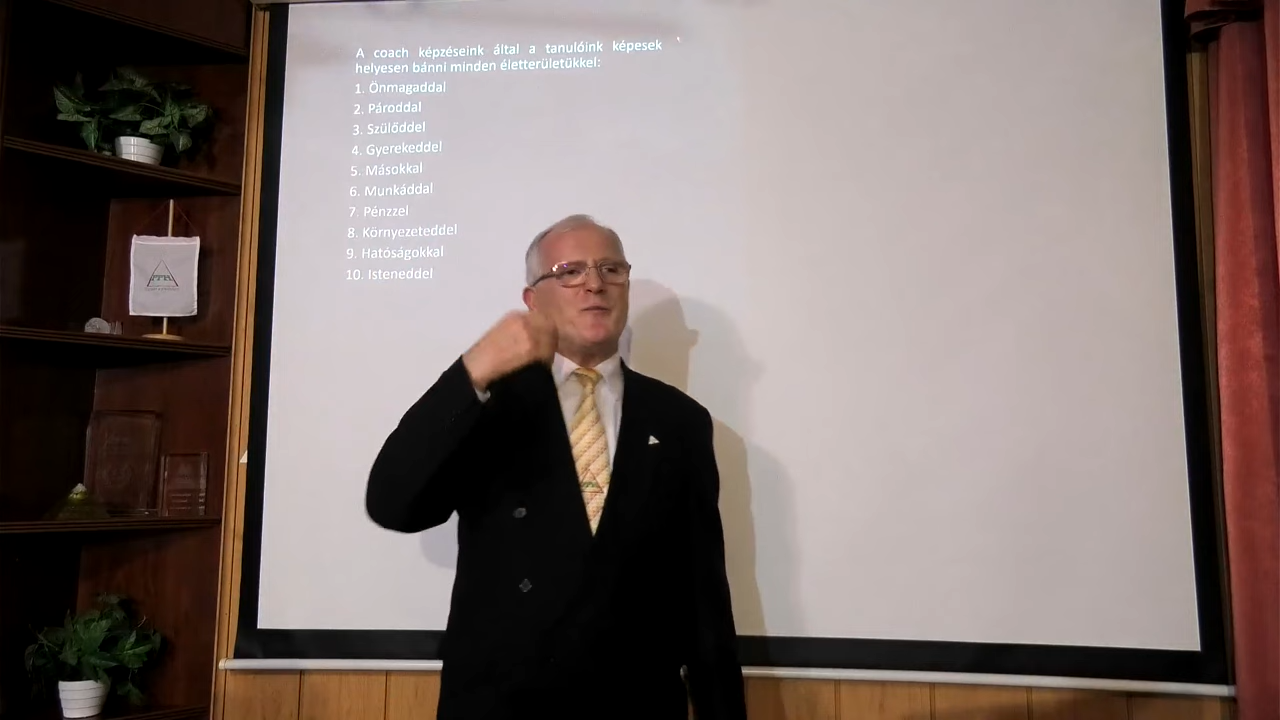 A coach képzéseink által a tanulóink képesek
helyesen bánni minden életterületükkel:
1. Önmagaddal
2. Pároddal
3. Szülőddel
4. Gyerekeddel
5. Másokkal
6. Munkáddal
7. Pénzzel
8. Környezeteddel
9. Hatóságokkal
10. Isteneddel